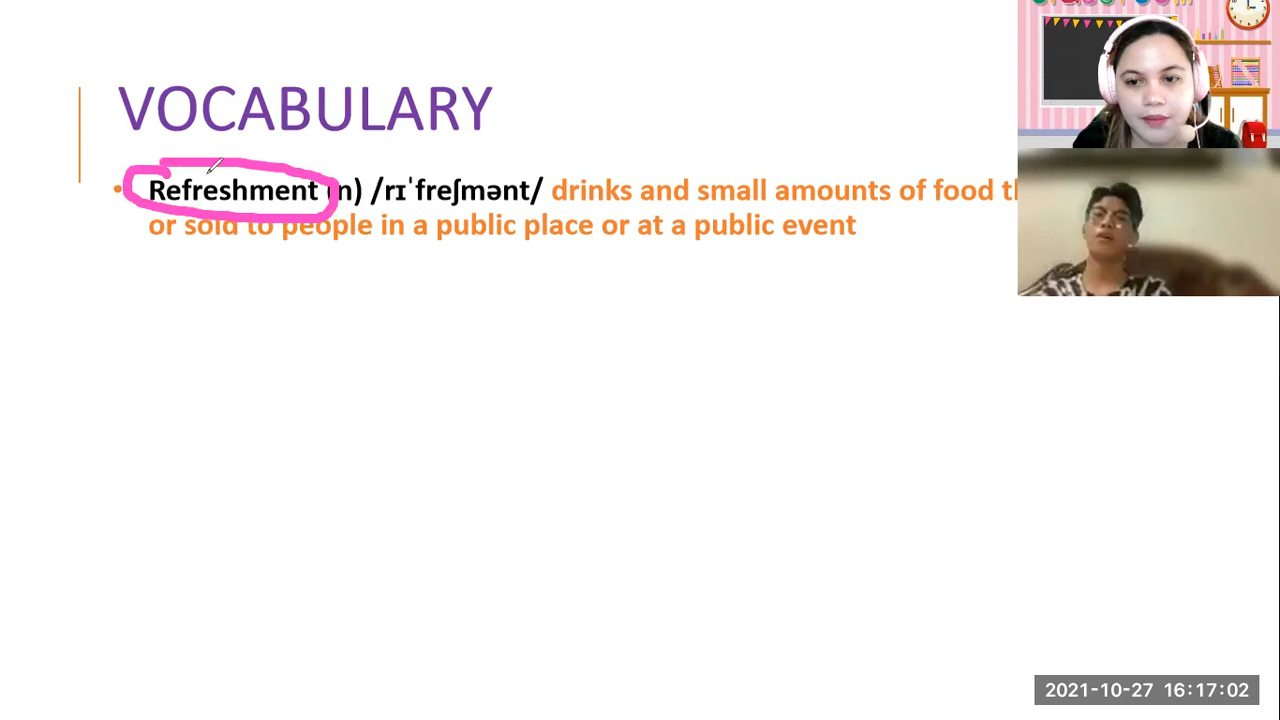 VOCABULARY
• Refreshment (n) /rɪˈfreʃmənt/ drinks and small amounts of food
or sold to people in a public place or at a public event
2021-10-27 16:17:02